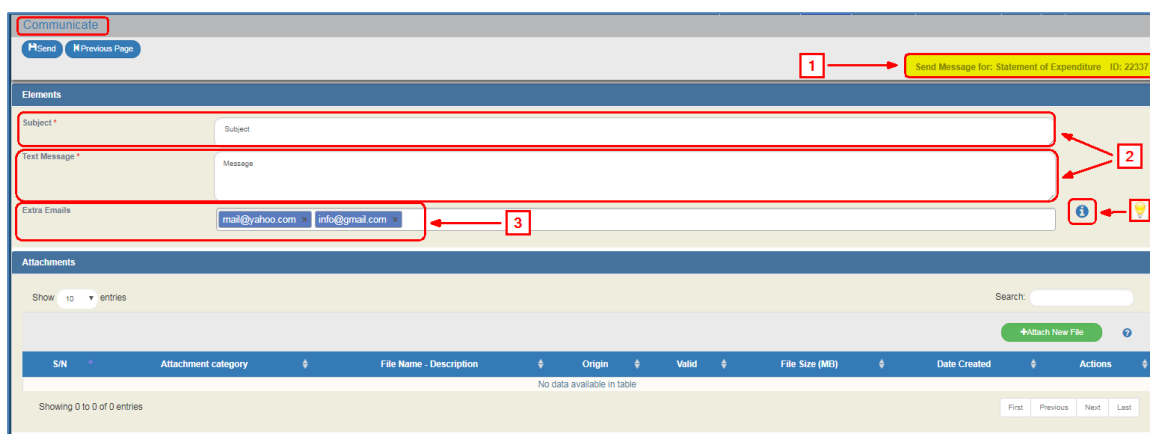 Communicate
Send Previous Page
1 Send Message for: Statement of Expenditure ID: 22337
Elements
Subject * Subject
2
Text Message * Message
Extra Emails mail@yahoo.com × info@gmail.com × 3
Attachments
Show 10 entries Search:
+Attach New File
S/N Attachment category File Name - Description Origin Valid File Size (MB) Date Created Actions
No data available in table
Showing 0 to 0 of 0 entries First Previous Next Last